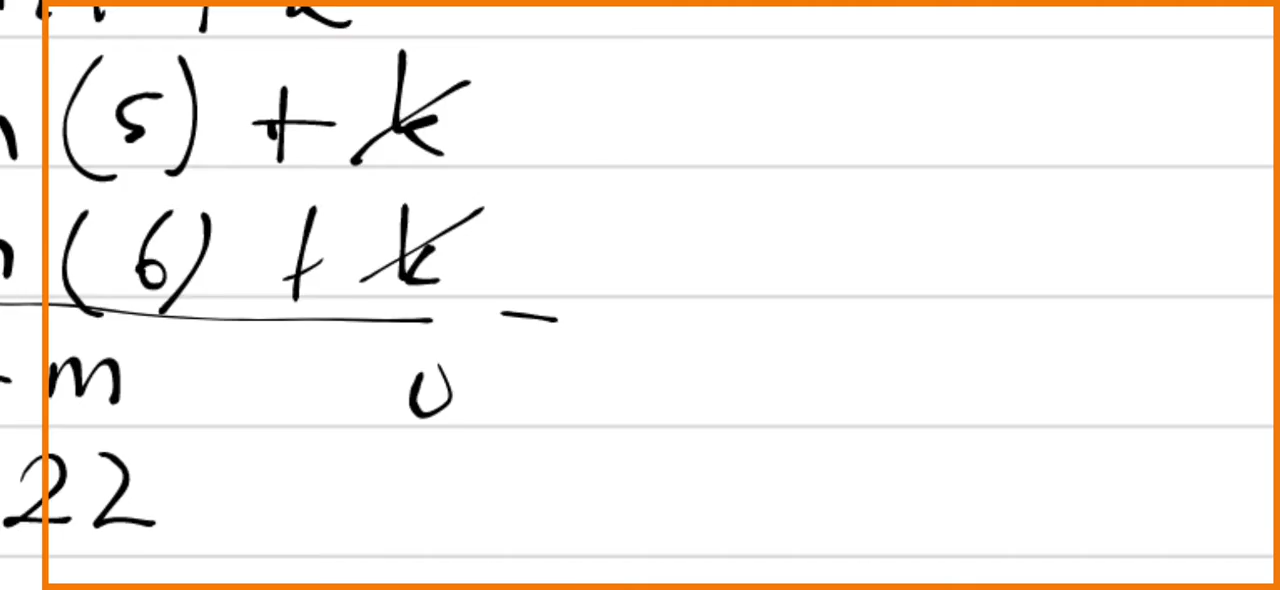 (5) + k
(6) + k
- m 0
22